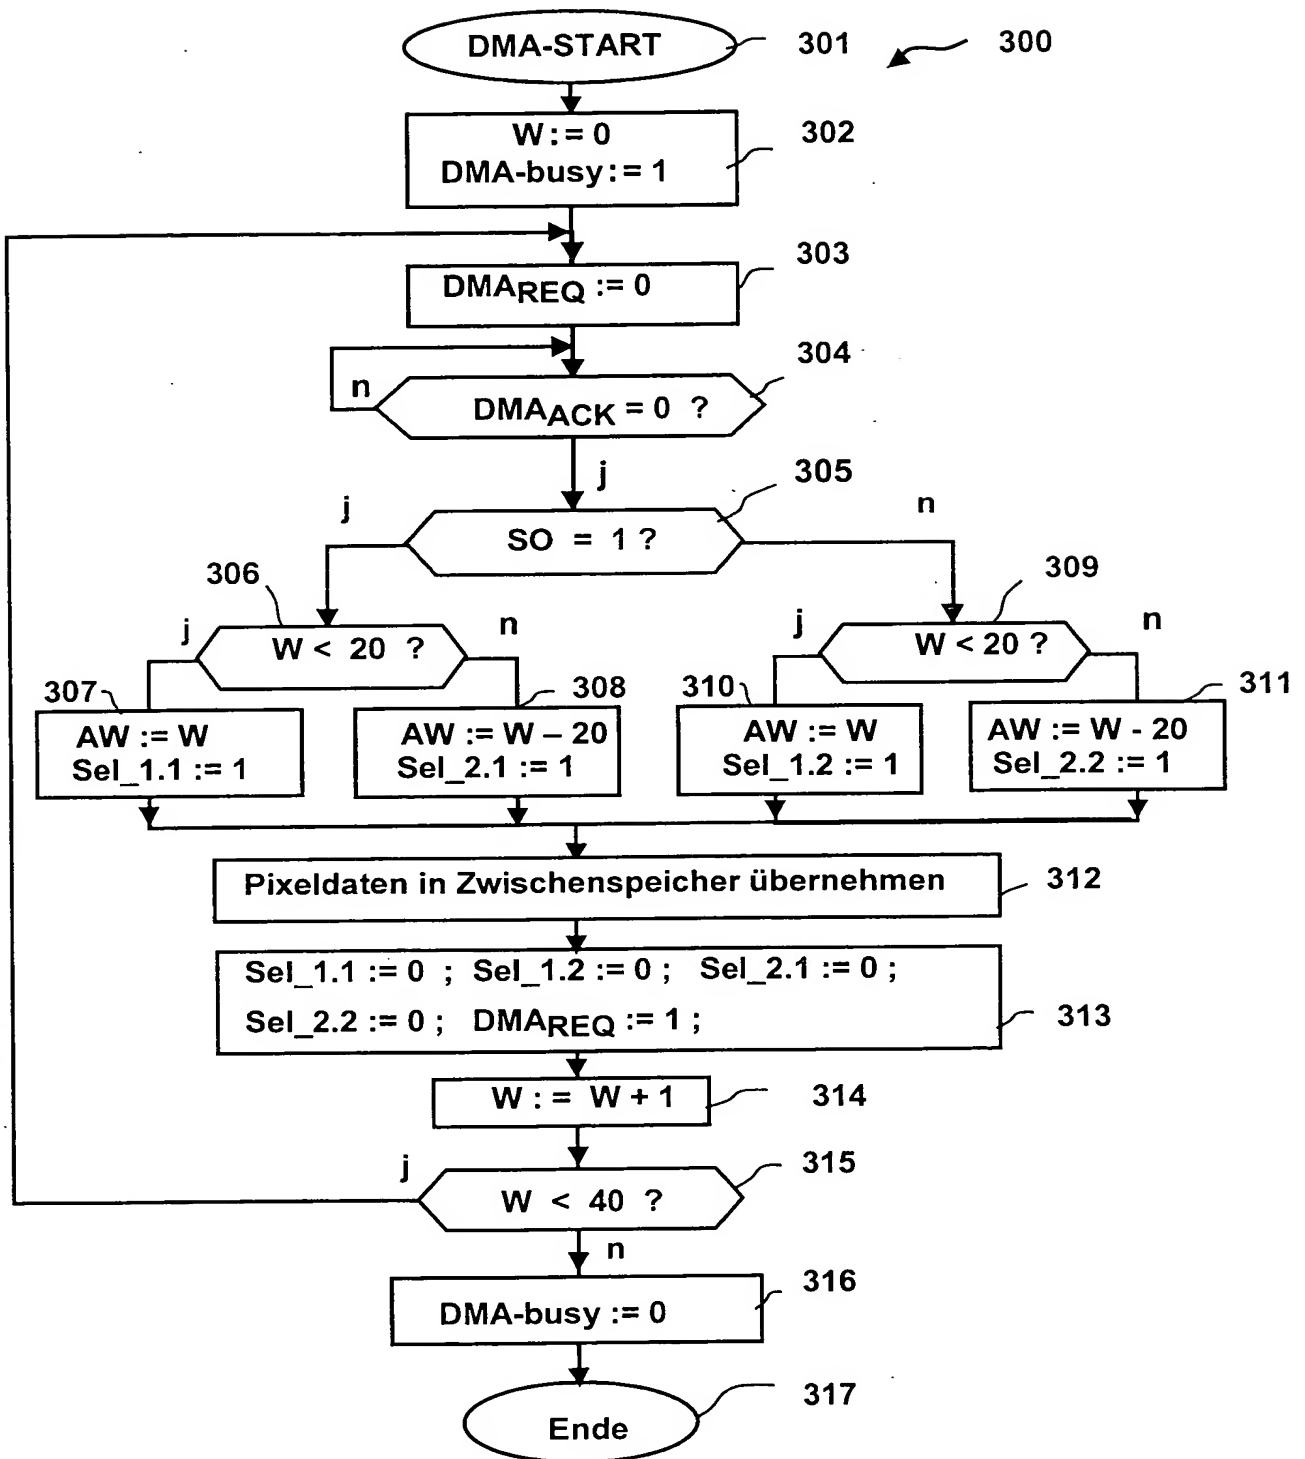 DMA-START
301
300
W := 0
DMA-busy := 1
302
DMAREQ := 0
303
304
n
DMAACK = 0 ?
j
305
j
n
SO = 1 ?
306
309
j
W < 20 ?
n
j
W < 20 ?
n
307
308
310
311
AW := W
Sel_1.1 := 1
AW := W – 20
Sel_2.1 := 1
AW := W
Sel_1.2 := 1
AW := W - 20
Sel_2.2 := 1
Pixeldaten in Zwischenspeicher übernehmen
312
Sel_1.1 := 0 ; Sel_1.2 := 0 ; Sel_2.1 := 0 ;
Sel_2.2 := 0 ; DMAREQ := 1 ;
313
W := W + 1
314
j
315
W < 40 ?
n
316
DMA-busy := 0
317
Ende